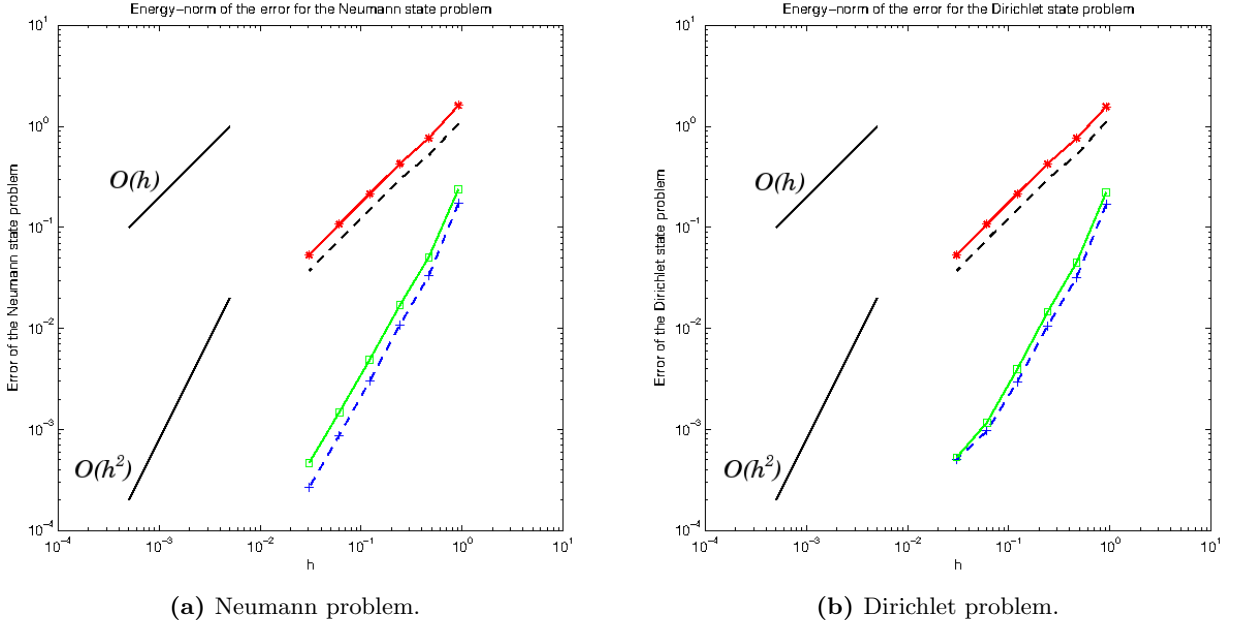 Energy-norm of the error for the Neumann state problem
10^1
10^0
10^-1
10^-2
10^-3
10^-4
Error of the Neumann state problem
O(h)
O(h^2)
10^-4 10^-3 10^-2 10^-1 10^0 10^1
h
(a) Neumann problem.
Energy-norm of the error for the Dirichlet state problem
10^1
10^0
10^-1
10^-2
10^-3
10^-4
Error of the Dirichlet state problem
O(h)
O(h^2)
10^-4 10^-3 10^-2 10^-1 10^0 10^1
h
(b) Dirichlet problem.